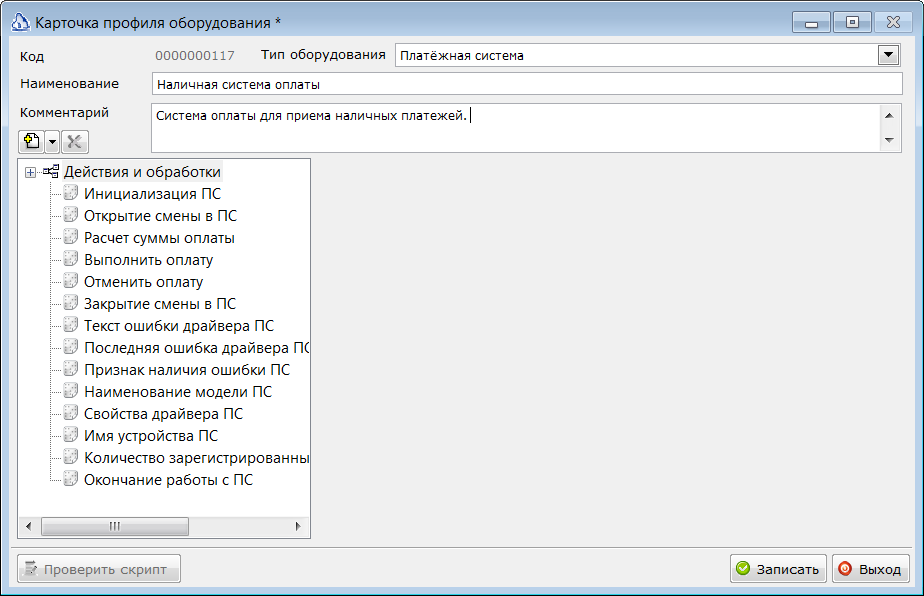 Карточка профиля оборудования *
Код 0000000117 Тип оборудования Платёжная система
Наименование Наличная система оплаты
Комментарий Система оплаты для приема наличных платежей.
Действия и обработки
Инициализация ПС
Открытие смены в ПС
Расчет суммы оплаты
Выполнить оплату
Отменить оплату
Закрытие смены в ПС
Текст ошибки драйвера ПС
Последняя ошибка драйвера ПС
Признак наличия ошибки ПС
Наименование модели ПС
Свойства драйвера ПС
Имя устройства ПС
Количество зарегистрированны
Окончание работы с ПС
Проверить скрипт Записать Выход